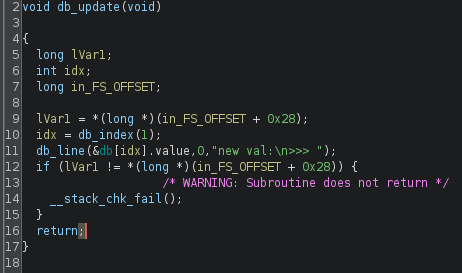 2 void db_update(void)
3
4 {
5   long lVar1;
6   int idx;
7   long in_FS_OFFSET;
8
9   lVar1 = *(long *)(in_FS_OFFSET + 0x28);
10   idx = db_index(1);
11   db_line(&db[idx].value,0,"new val:\n>>> ");
12   if (lVar1 != *(long *)(in_FS_OFFSET + 0x28)) {
13                     /* WARNING: Subroutine does not return */
14     __stack_chk_fail();
15   }
16   return;
17 }
18